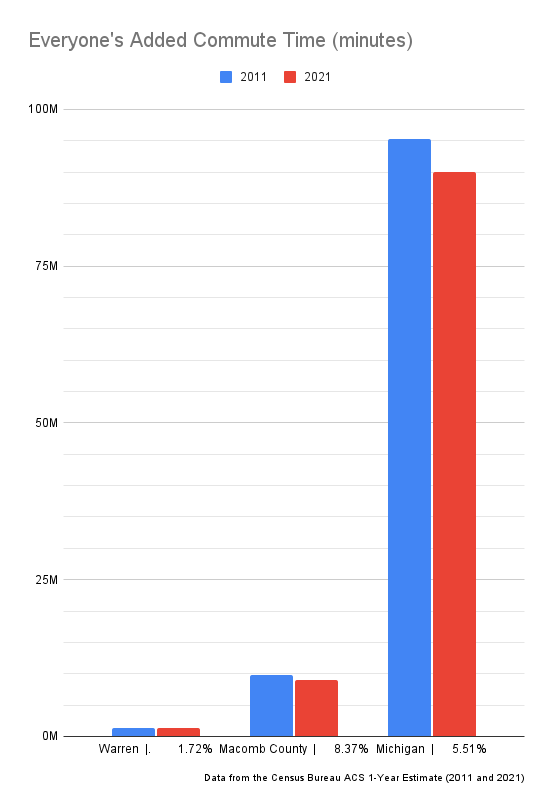 Everyone's Added Commute Time (minutes)
2011 2021
100M
75M
50M
25M
0M
Warren |. 1.72% Macomb County | 8.37% Michigan | 5.51%
Data from the Census Bureau ACS 1-Year Estimate (2011 and 2021)